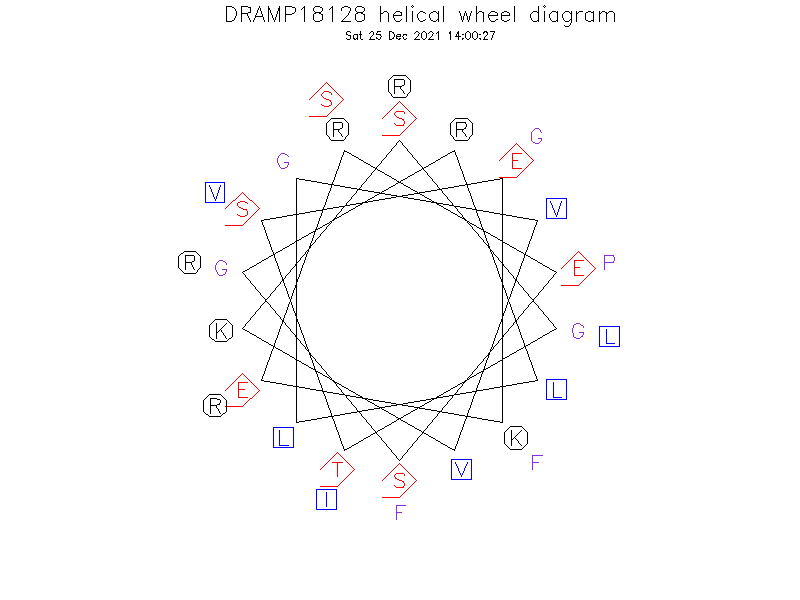 DRAMP18128 helical wheel diagram
Sat 25 Dec 2021 14:00:27
R
S
S
R
R
G
G
E
V
S
V
R
G
E
P
K
G
L
R
E
L
L
K
T
S
V
F
I
F